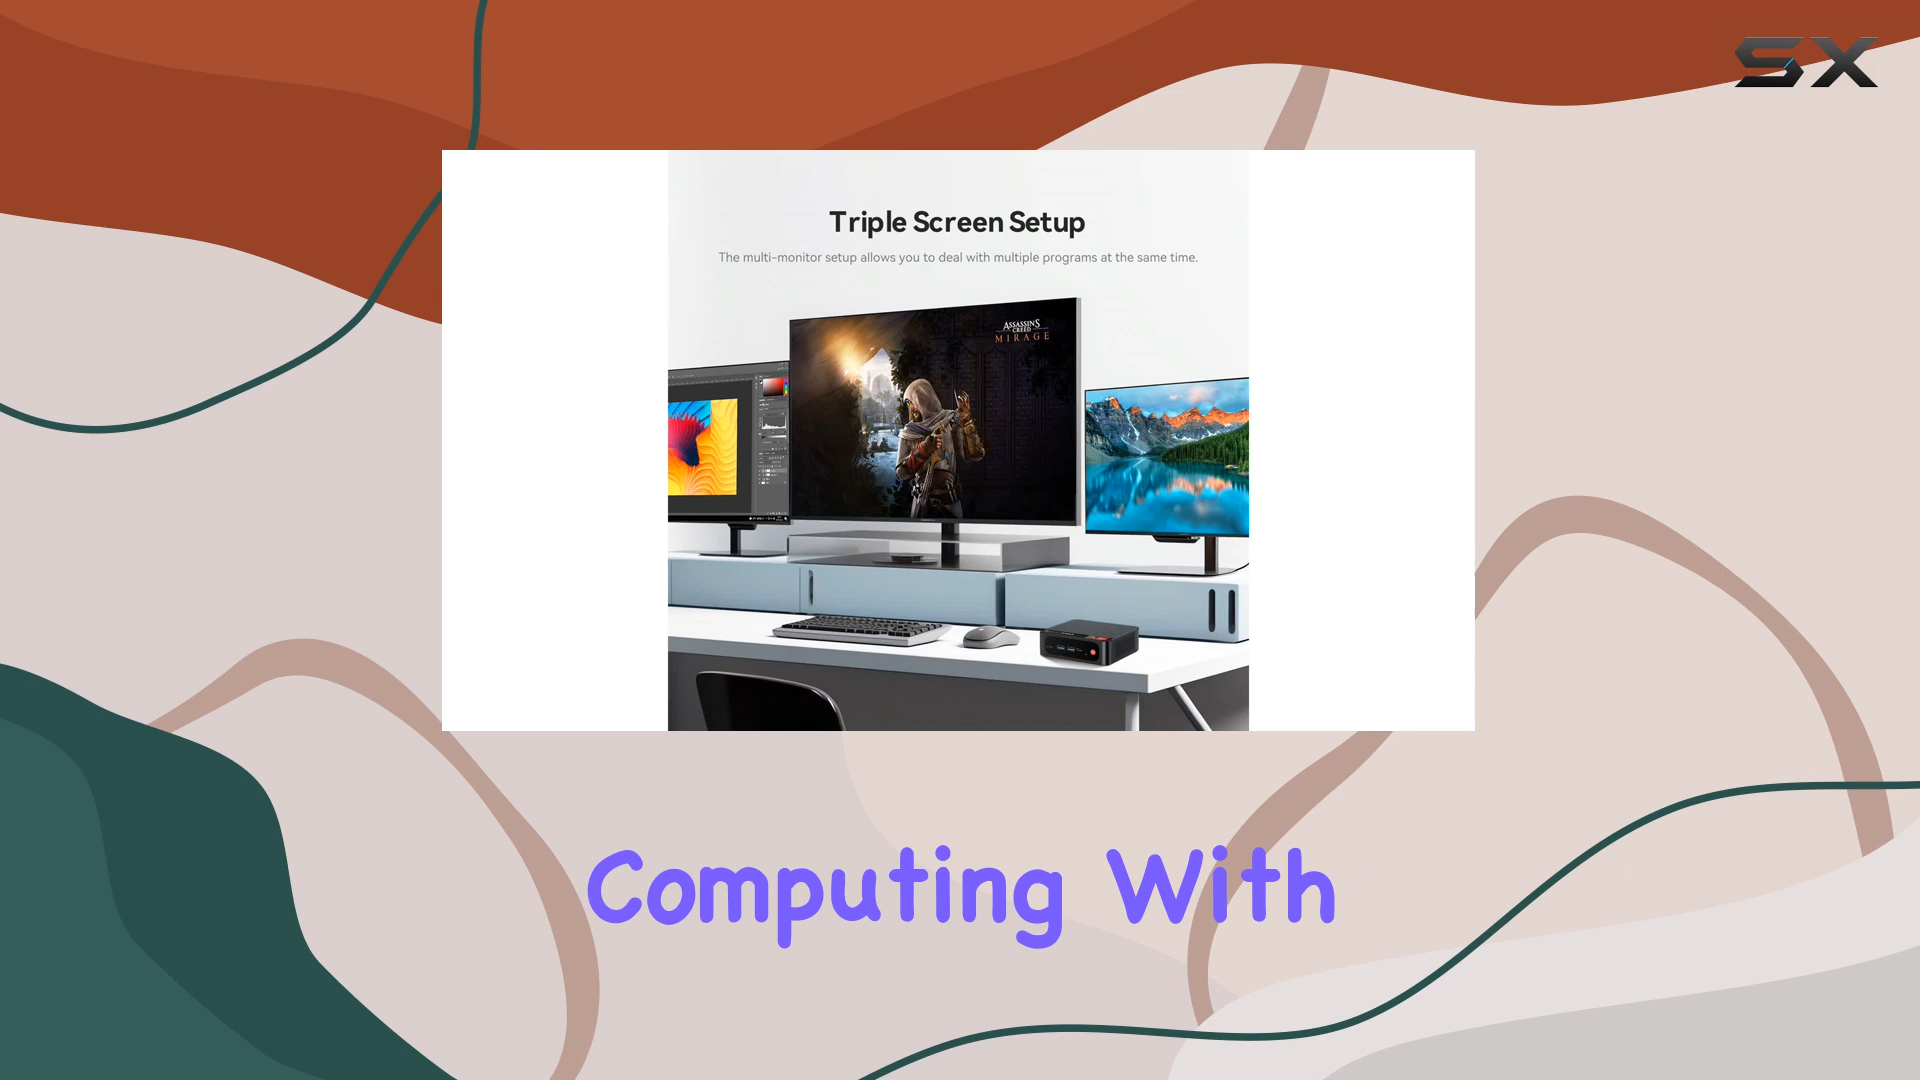 SX
Triple Screen Setup
The multi-monitor setup allows you to deal with multiple programs at the same time.
ASSASSIN'S
CREED
MIRAGE
Computing With